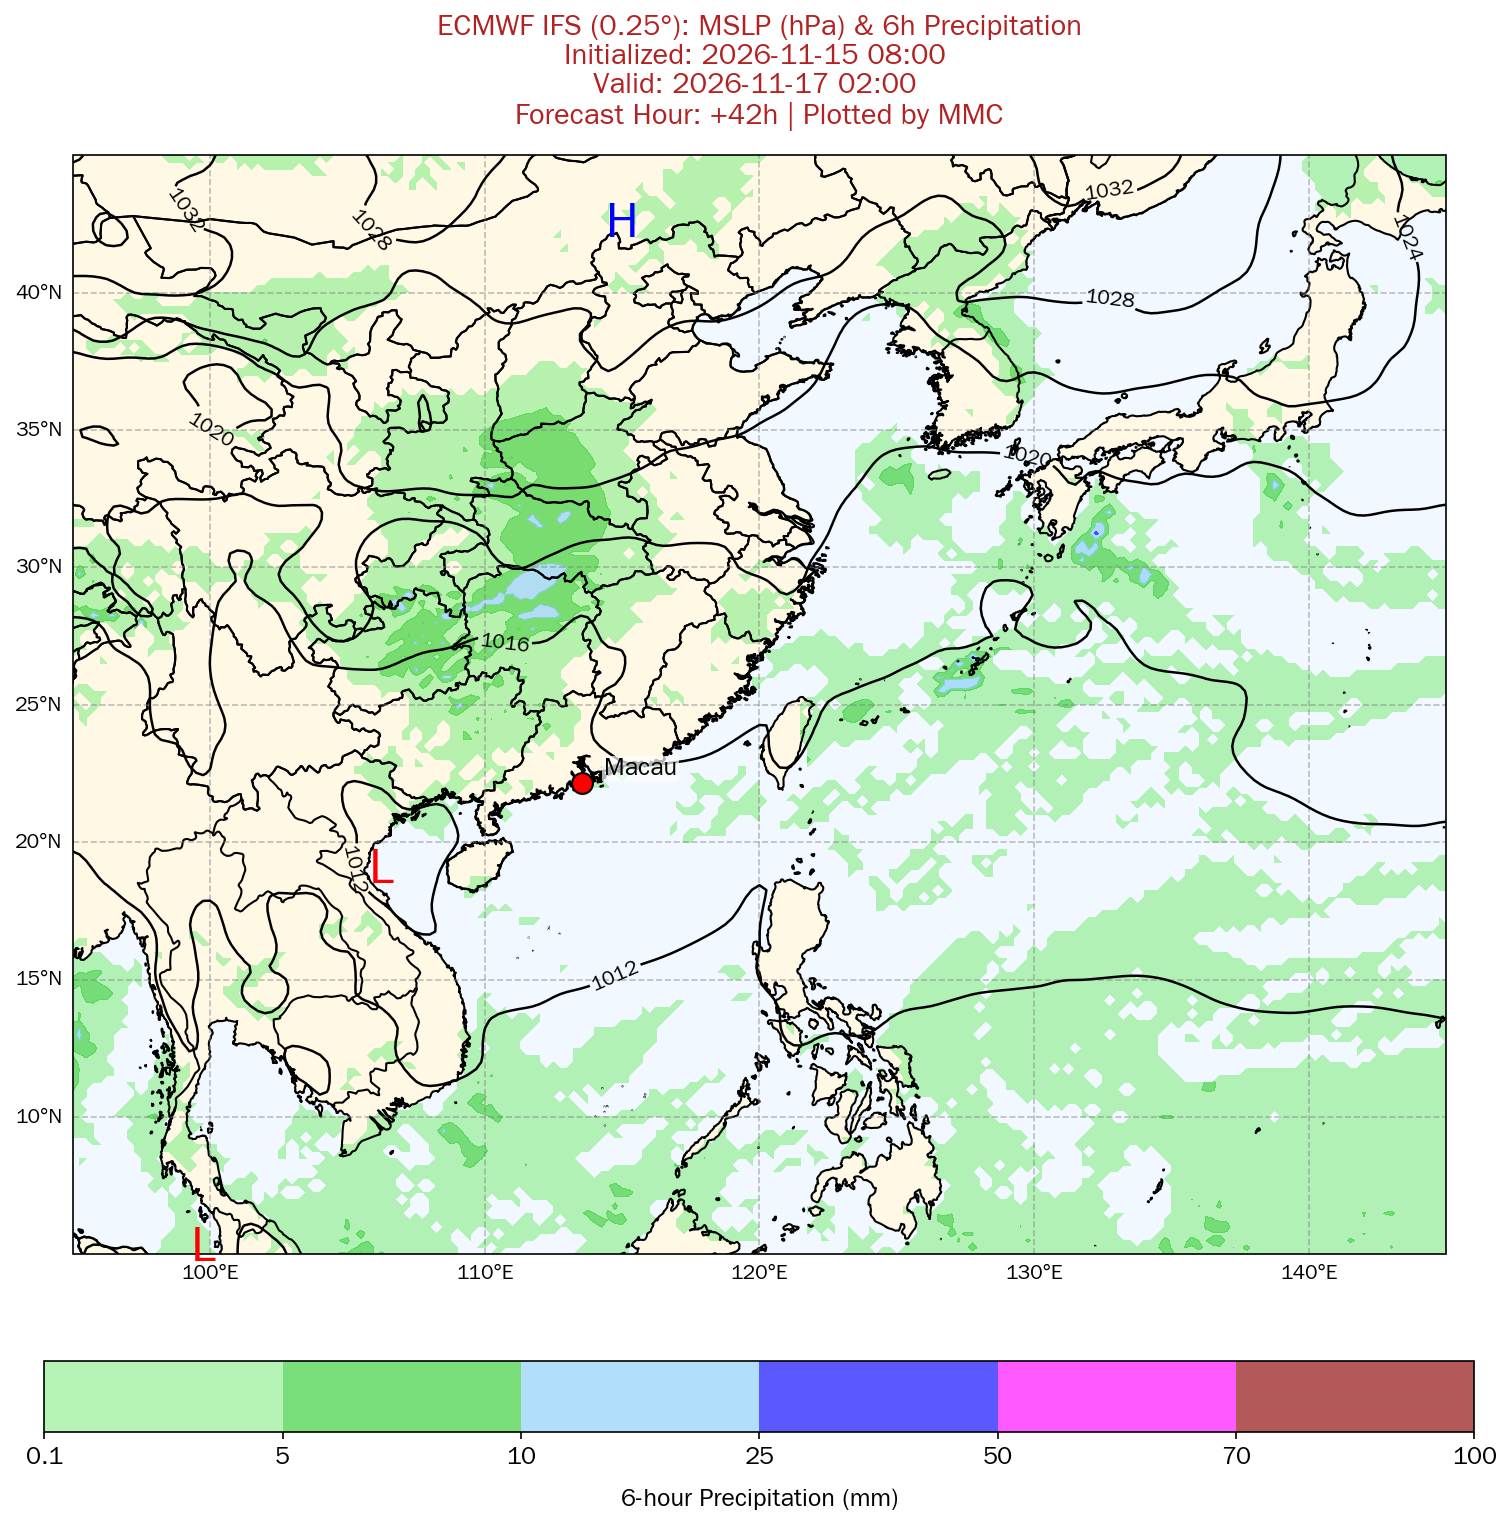 ECMWF IFS (0.25°): MSLP (hPa) & 6h Precipitation
Initialized: 2026-11-15 08:00
Valid: 2026-11-17 02:00
Forecast Hour: +42h | Plotted by MMC
1032
1028
H
1032
1024
40°N
1028
35°N
1020
1020
30°N
1016
25°N
Macau
20°N
1012
L
15°N
1012
10°N
L
100°E 110°E 120°E 130°E 140°E
0.1 5 10 25 50 70 100
6-hour Precipitation (mm)